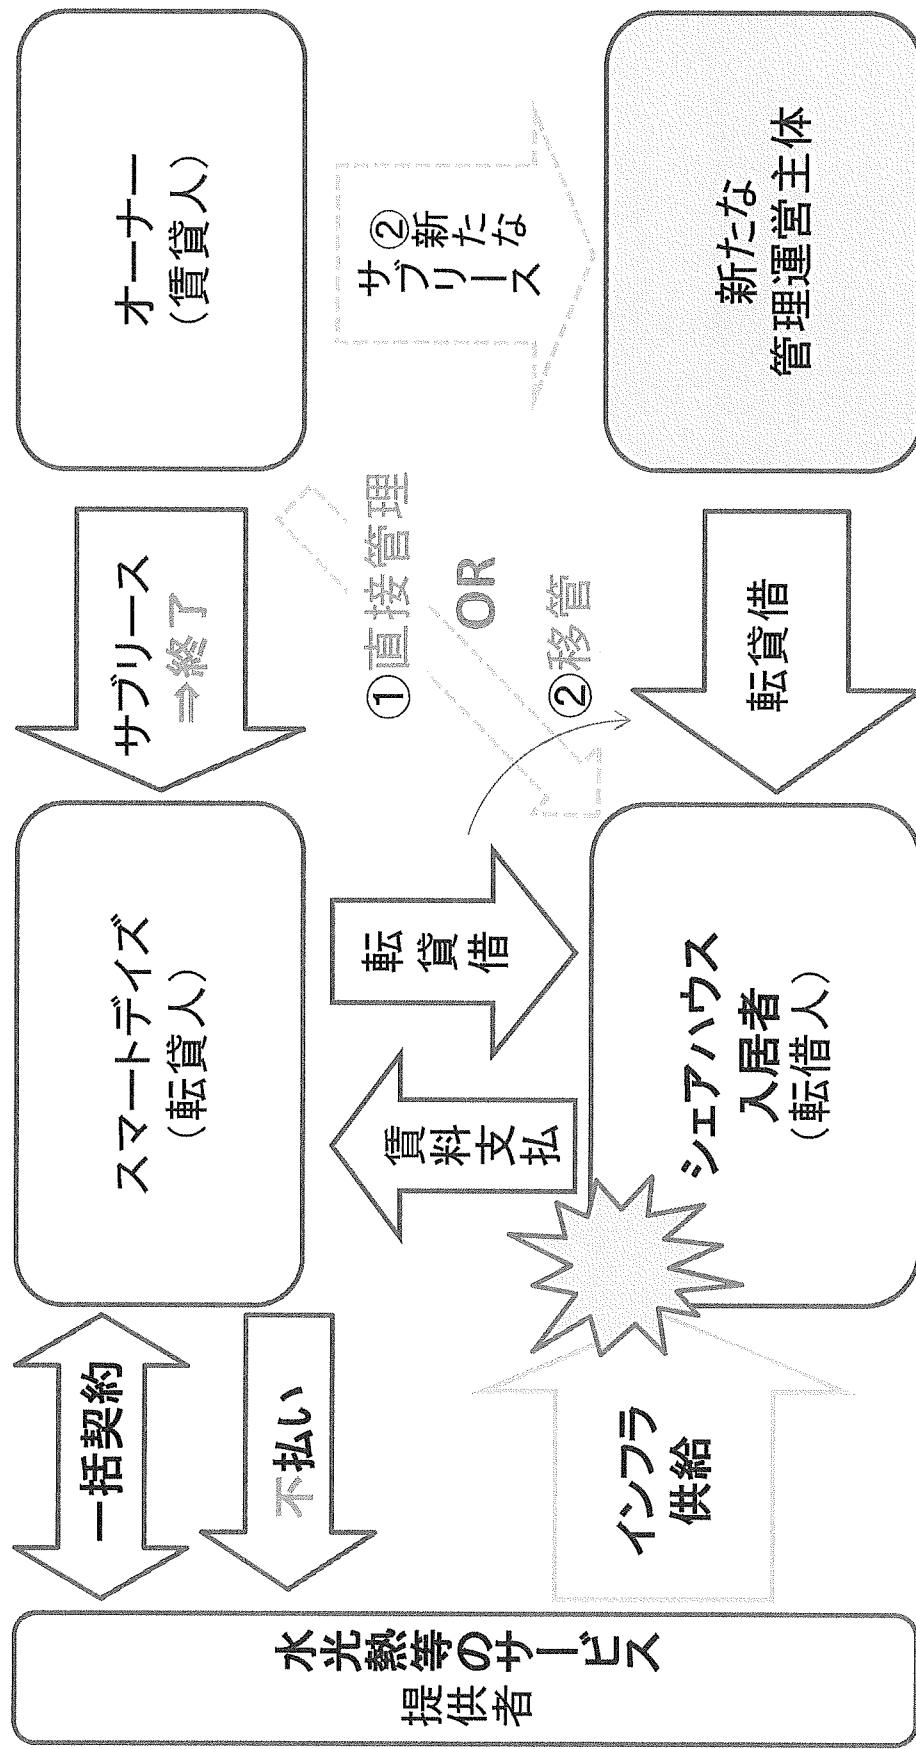 水光熱等のサービス
提供者
一括契約
不払い
スマートデイズ
（転貸人）
サブリース
⇒終了
オーナー
（賃貸人）
賃料支払
転貸借
①直接管理
OR
②移管
②新たな
サブリース
インフラ
供給
シェアハウス
入居者
（転借人）
転貸借
新たな
管理運営主体